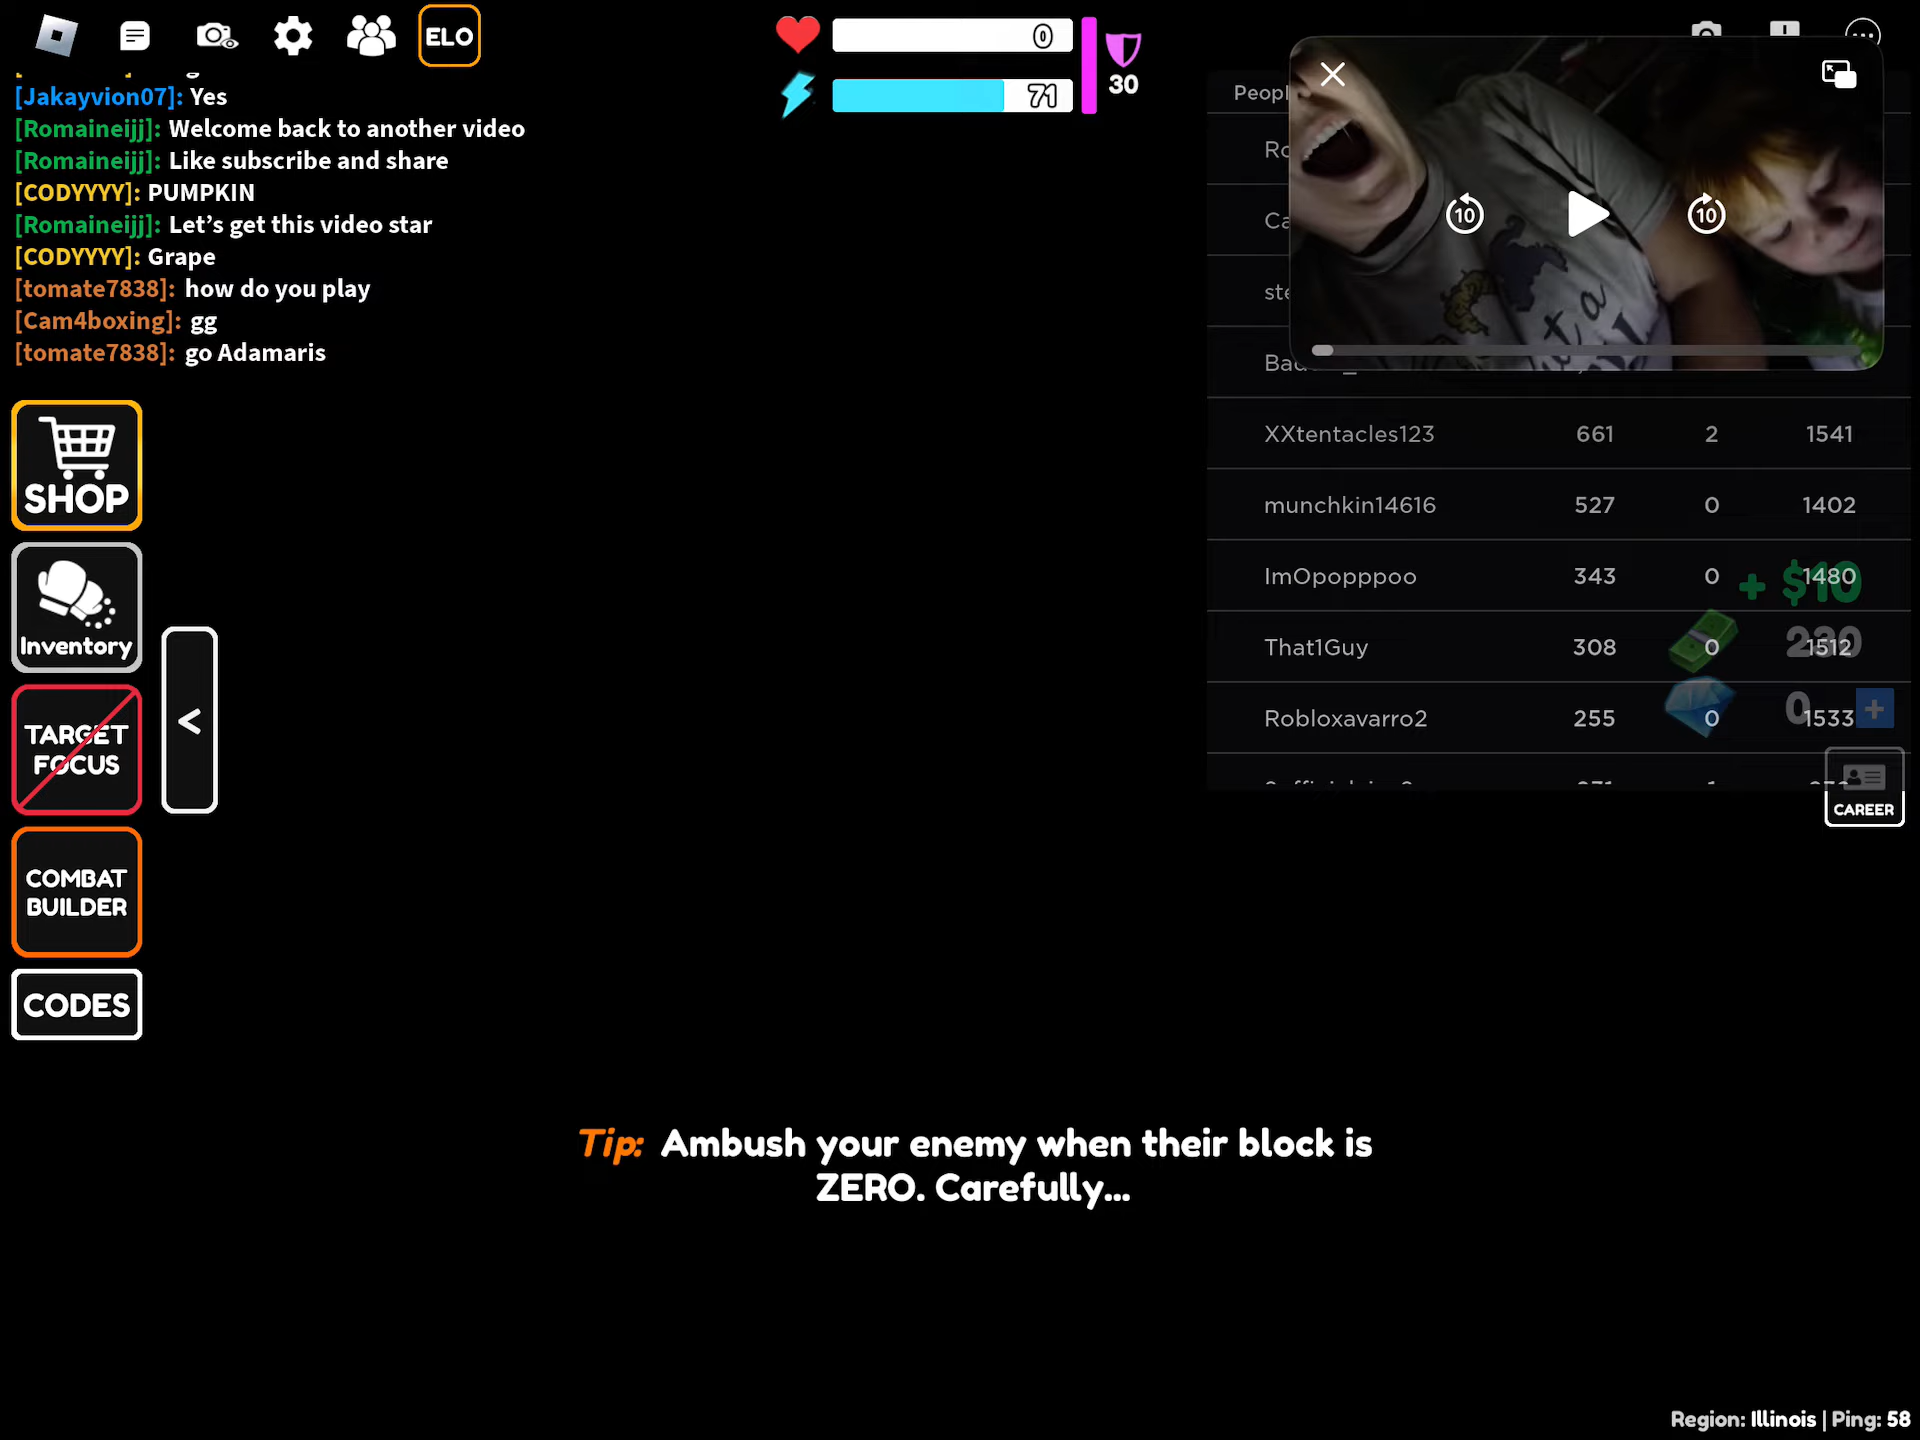 ELO
0
71
30
[Jakayvion07]: Yes
[Romaineijj]: Welcome back to another video
[Romaineijj]: Like subscribe and share
[CODYYYY]: PUMPKIN
[Romaineijj]: Let’s get this video star
[CODYYYY]: Grape
[tomate7838]: how do you play
[Cam4boxing]: gg
[tomate7838]: go Adamaris
SHOP
Inventory
TARGET
FOCUS
COMBAT
BUILDER
CODES
<
10
10
XXtentacles123 661 2 1541
munchkin14616 527 0 1402
ImOpopppoo 343 0 1480
+ $10
That1Guy 308 0 1512
230
Robloxavarro2 255 0 1533
0
CAREER
Tip: Ambush your enemy when their block is
ZERO. Carefully...
Region: Illinois | Ping: 58